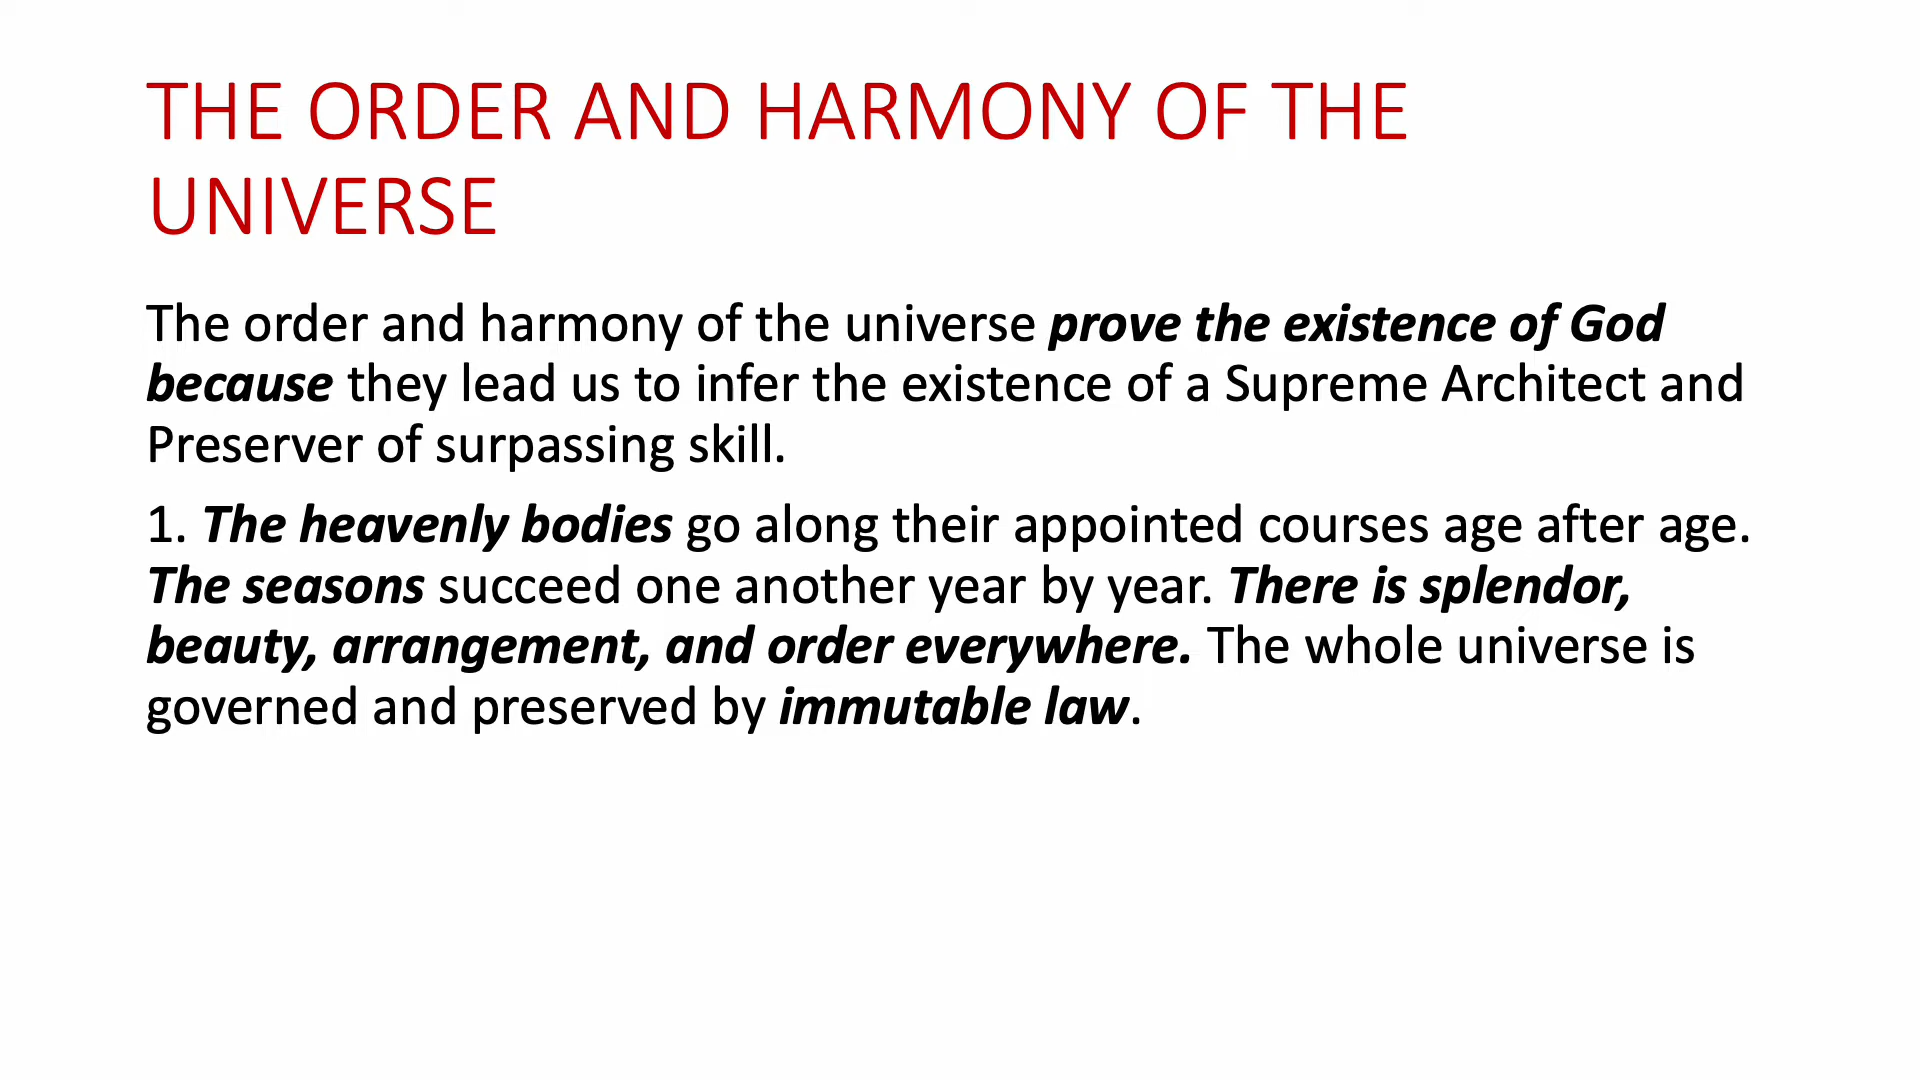 THE ORDER AND HARMONY OF THE
UNIVERSE
The order and harmony of the universe prove the existence of God
because they lead us to infer the existence of a Supreme Architect and
Preserver of surpassing skill.
1. The heavenly bodies go along their appointed courses age after age.
The seasons succeed one another year by year. There is splendor,
beauty, arrangement, and order everywhere. The whole universe is
governed and preserved by immutable law.